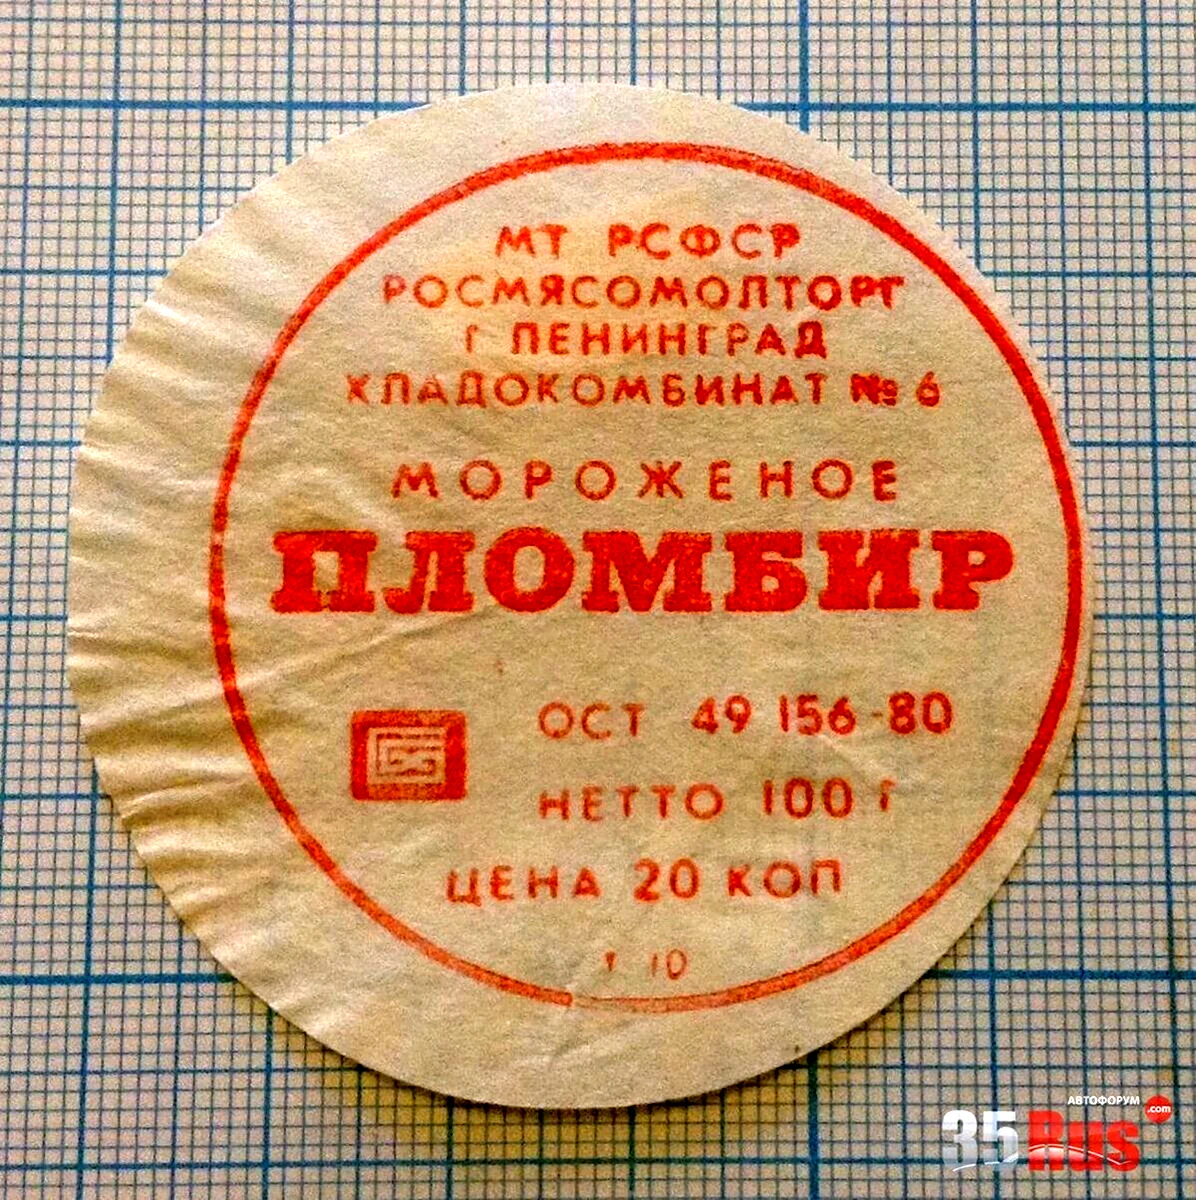 МТ РСФСР
РОСМЯСОМОЛТОРГ
Г ЛЕНИНГРАД
ХЛАДОКОМБИНАТ № 6
МОРОЖЕНОЕ
ПЛОМБИР
ОСТ 49 156-80
НЕТТО 100 Г
ЦЕНА 20 КОП
10
АВТОФОРУМ
35Rus.com